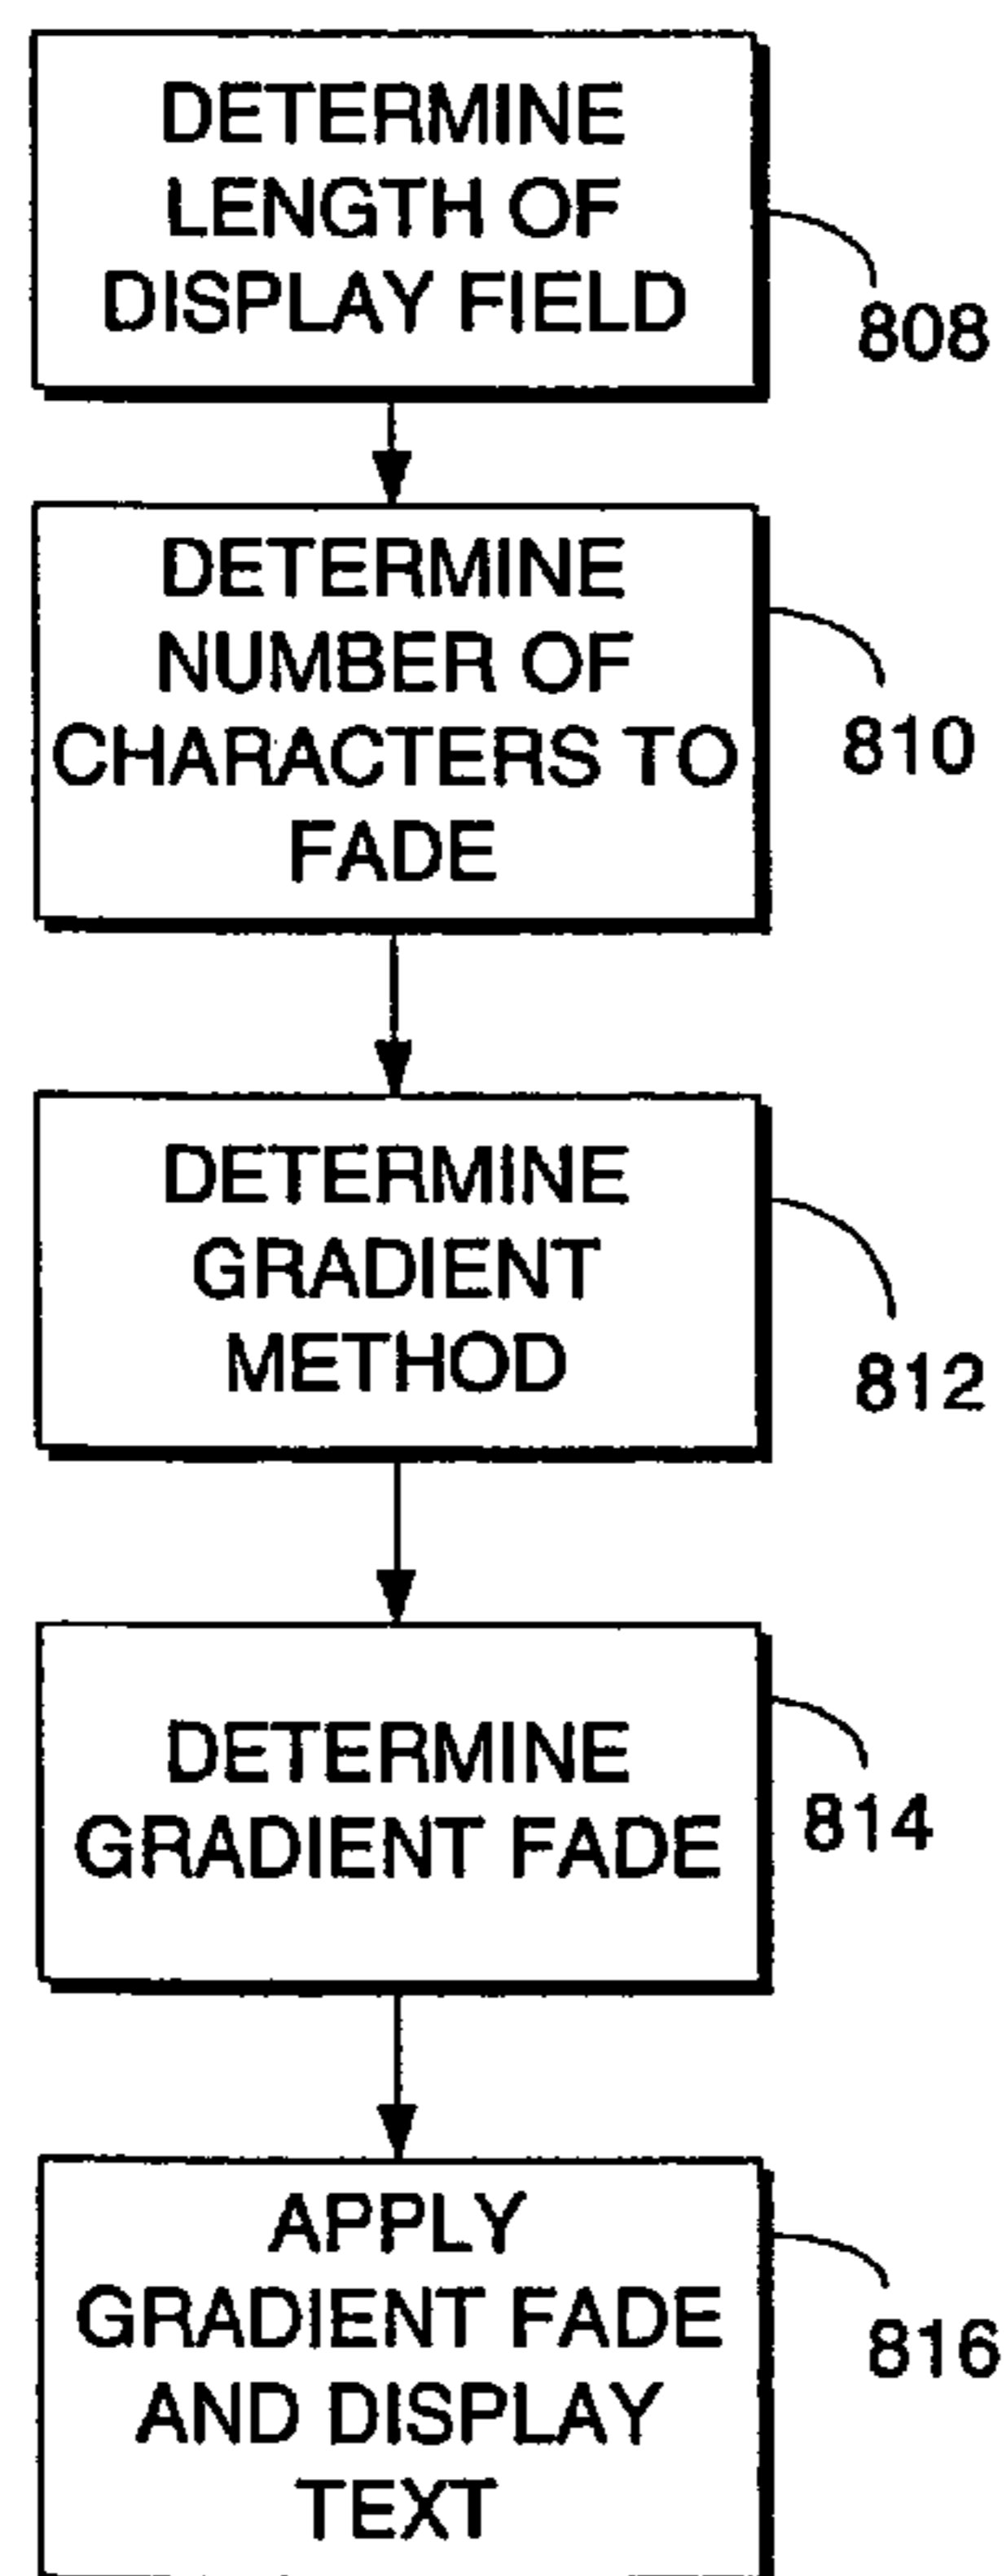 DETERMINE
LENGTH OF
DISPLAY FIELD
808
DETERMINE
NUMBER OF
CHARACTERS TO
FADE
810
DETERMINE
GRADIENT
METHOD
812
DETERMINE
GRADIENT FADE
814
APPLY
GRADIENT FADE
AND DISPLAY
TEXT
816